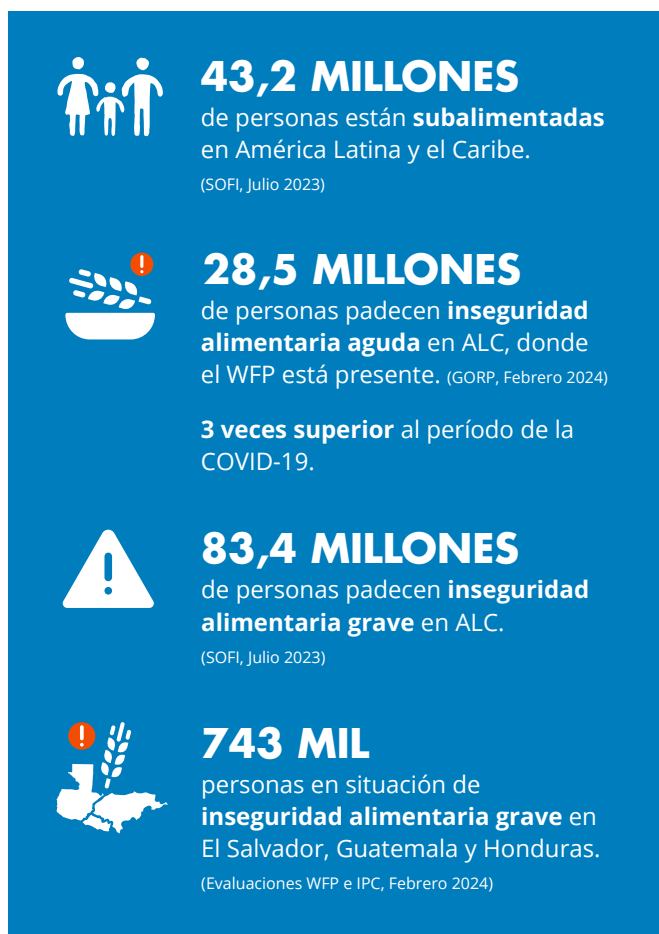 43,2 MILLONES
de personas están subalimentadas
en América Latina y el Caribe.
(SOFI, Julio 2023)
28,5 MILLONES
de personas padecen inseguridad
alimentaria aguda en ALC, donde
el WFP está presente. (GORP, Febrero 2024)
3 veces superior al período de la
COVID-19.
83,4 MILLONES
de personas padecen inseguridad
alimentaria grave en ALC.
(SOFI, Julio 2023)
743 MIL
personas en situación de
inseguridad alimentaria grave en
El Salvador, Guatemala y Honduras.
(Evaluaciones WFP e IPC, Febrero 2024)